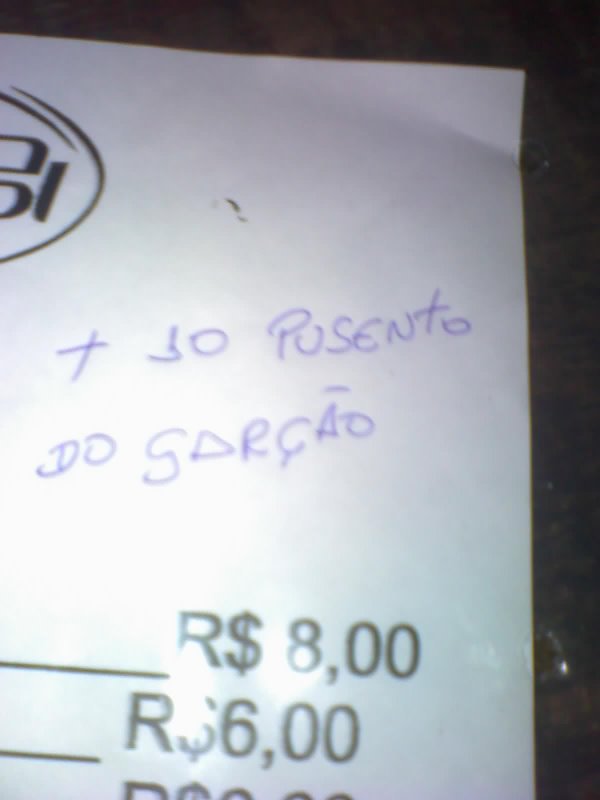 + 10 PUSENTO
DO GARÇÃO
R$ 8,00
R$6,00